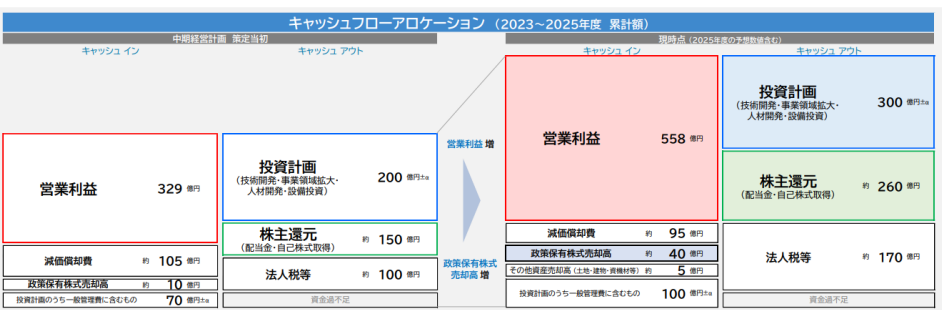 キャッシュフローアロケーション （2023～2025年度 累計額）
中期経営計画 策定当初
キャッシュ イン
キャッシュ アウト
営業利益 329 億円
減価償却費 約 105 億円
政策保有株式売却高 約 10 億円
投資計画のうち一般管理費に含むもの 70 億円±α
投資計画
（技術開発・事業領域拡大・
人材開発・設備投資）
200 億円±α
株主還元
（配当金・自己株式取得）
約 150 億円
法人税等 約 100 億円
資金過不足
営業利益 増
政策保有株式
売却高 増
現時点 （2025年度の予想数値含む）
キャッシュ イン
キャッシュ アウト
営業利益 558 億円
減価償却費 約 95 億円
政策保有株式売却高 約 40 億円
その他資産売却高 （土地・建物・資機材等） 約 5 億円
投資計画のうち一般管理費に含むもの 100 億円±α
投資計画
（技術開発・事業領域拡大・
人材開発・設備投資）
300 億円±α
株主還元
（配当金・自己株式取得）
約 260 億円
法人税等 約 170 億円
資金過不足